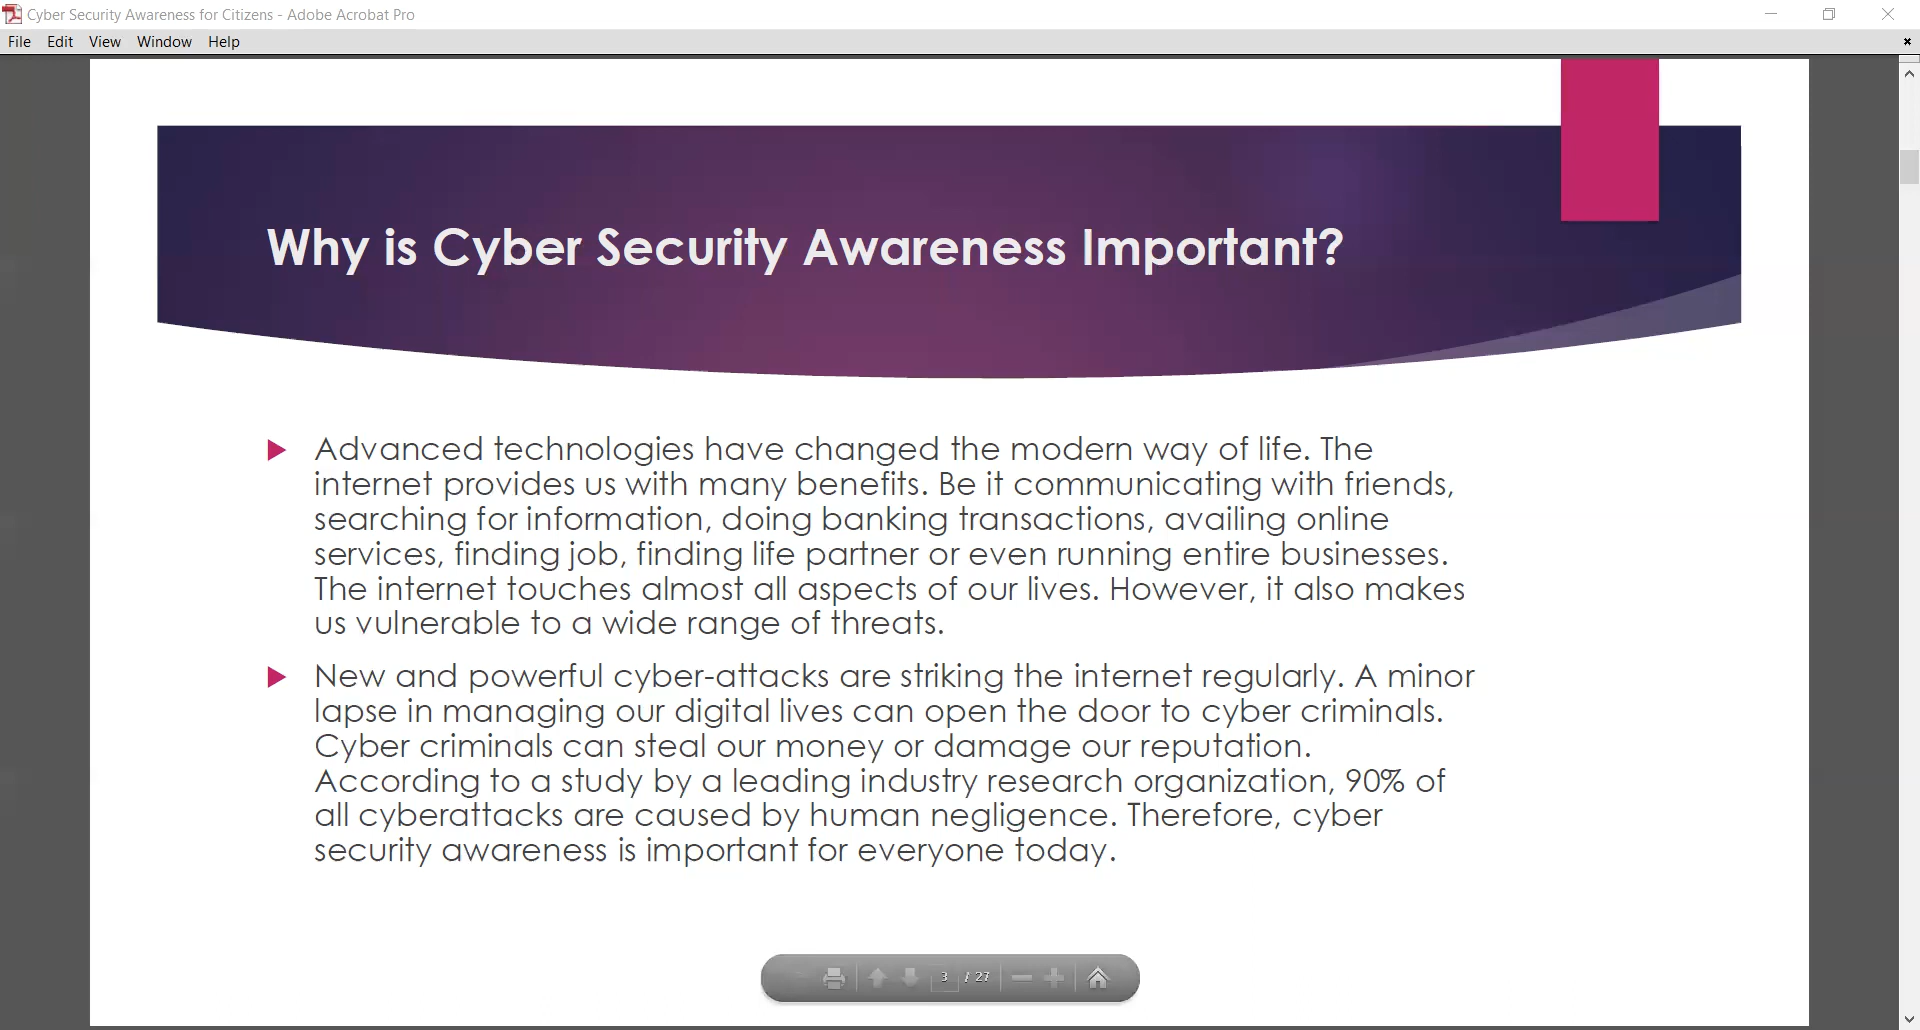 Cyber Security Awareness for Citizens - Adobe Acrobat Pro
File Edit View Window Help
Why is Cyber Security Awareness Important?
Advanced technologies have changed the modern way of life. The
internet provides us with many benefits. Be it communicating with friends,
searching for information, doing banking transactions, availing online
services, finding job, finding life partner or even running entire businesses.
The internet touches almost all aspects of our lives. However, it also makes
us vulnerable to a wide range of threats.
New and powerful cyber-attacks are striking the internet regularly. A minor
lapse in managing our digital lives can open the door to cyber criminals.
Cyber criminals can steal our money or damage our reputation.
According to a study by a leading industry research organization, 90% of
all cyberattacks are caused by human negligence. Therefore, cyber
security awareness is important for everyone today.
3 / 27